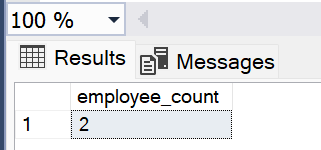 100 %
Results Messages
employee_count
1 2